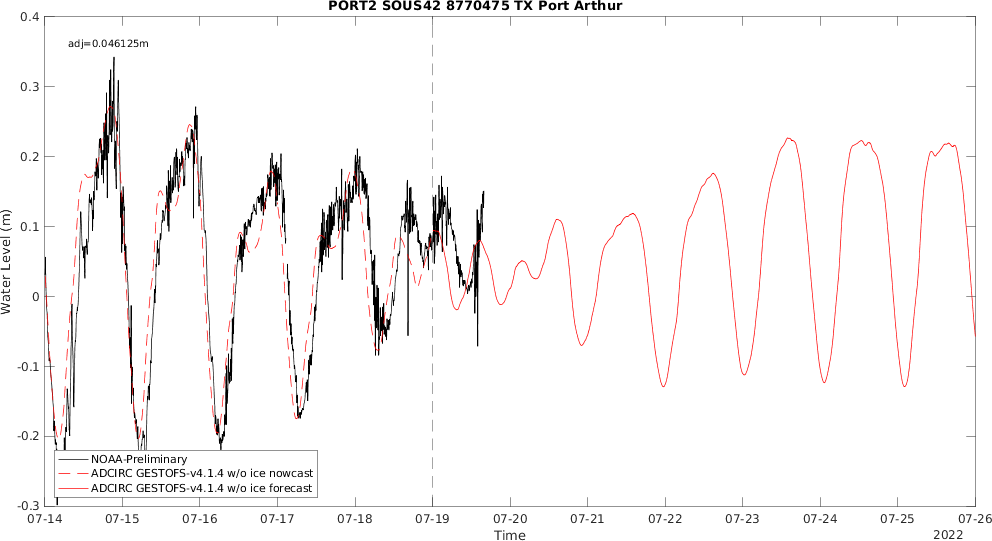 PORT2 SOUS42 8770475 TX Port Arthur
adj=0.046125m
0.4
0.3
0.2
0.1
0
-0.1
-0.2
-0.3
Water Level (m)
NOAA-Preliminary
ADCIRC GESTOFS-v4.1.4 w/o ice nowcast
ADCIRC GESTOFS-v4.1.4 w/o ice forecast
07-14 07-15 07-16 07-17 07-18 07-19 07-20 07-21 07-22 07-23 07-24 07-25 07-26
Time
2022